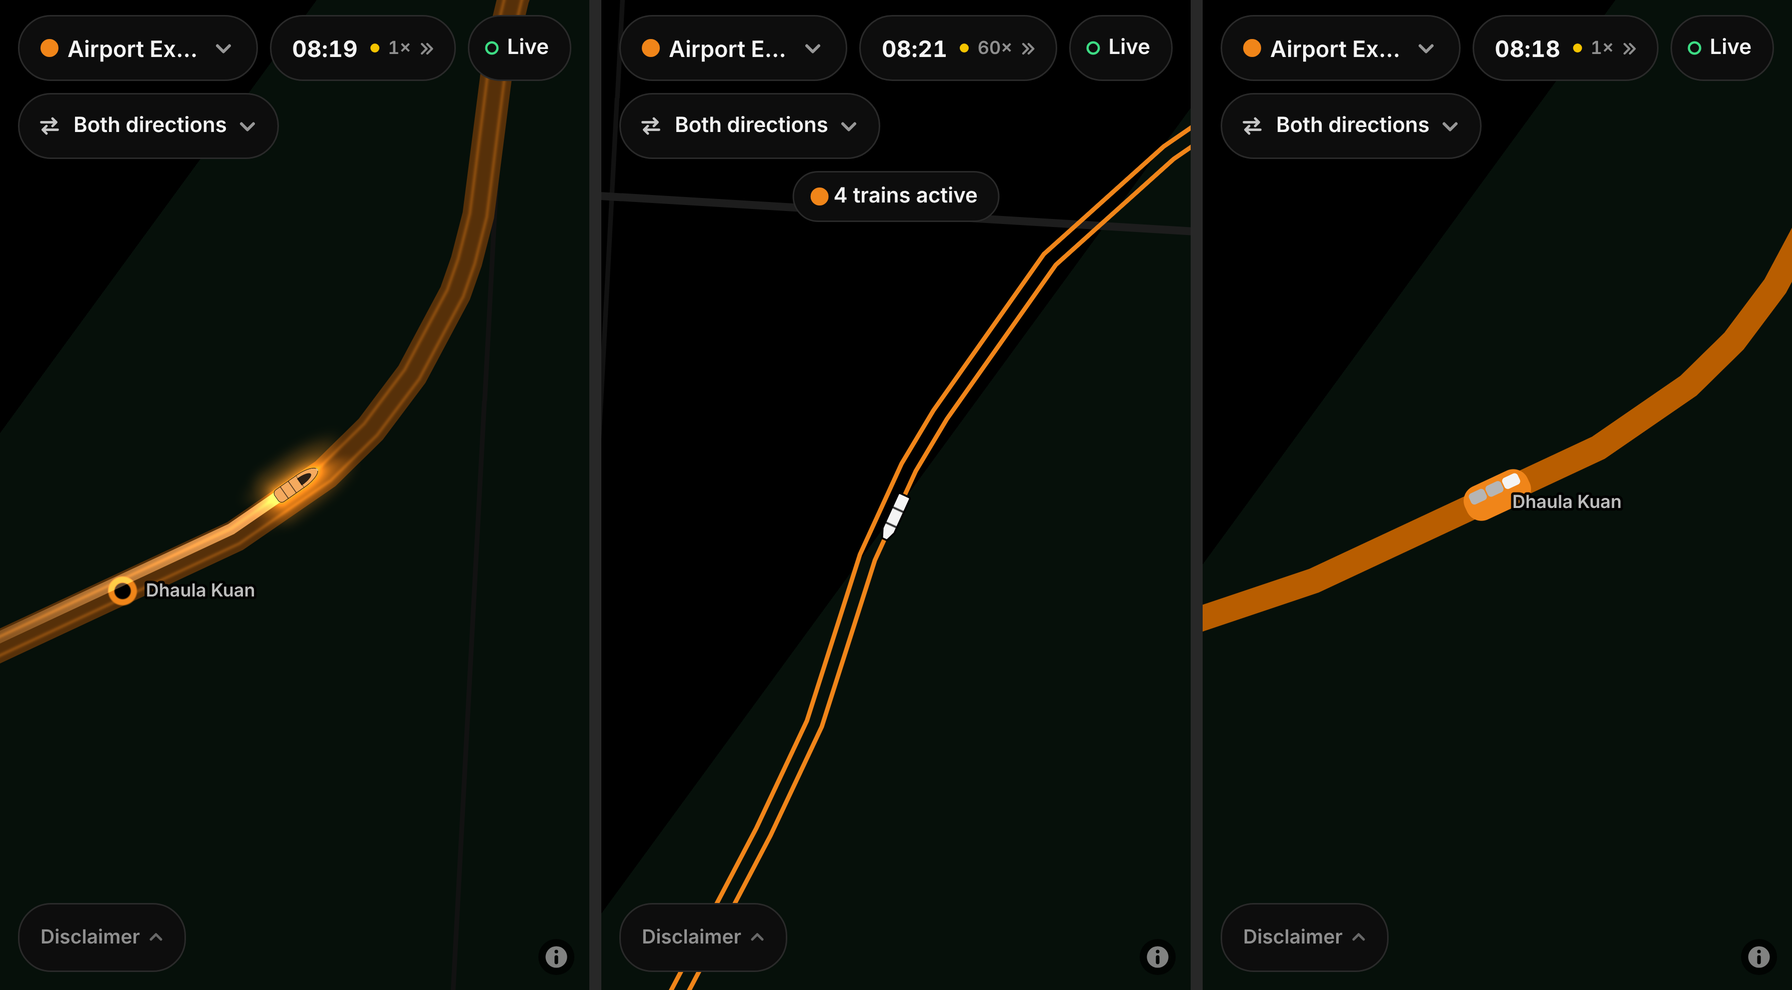 Airport Ex...
08:19 1× »
Live
Both directions
Dhaula Kuan
Disclaimer
Airport E...
08:21 60× »
Live
Both directions
4 trains active
Disclaimer
Airport Ex...
08:18 1× »
Live
Both directions
Dhaula Kuan
Disclaimer